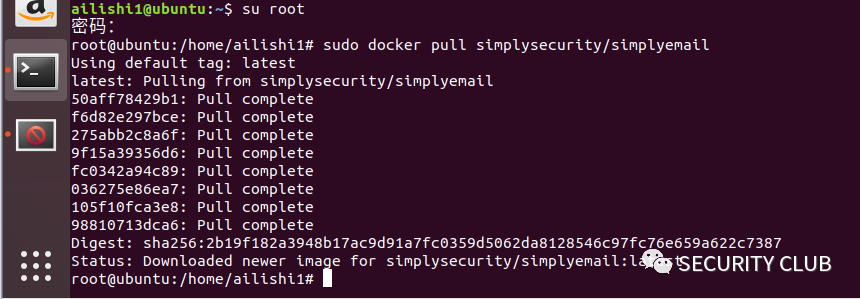 ailishi1@ubuntu:~$ su root
密码：
root@ubuntu:/home/ailishi1# sudo docker pull simplysecurity/simplyemail
Using default tag: latest
latest: Pulling from simplysecurity/simplyemail
50aff78429b1: Pull complete
f6d82e297bce: Pull complete
275abb2c8a6f: Pull complete
9f15a39356d6: Pull complete
fc0342a94c89: Pull complete
036275e86ea7: Pull complete
105f10fca3e8: Pull complete
98810713dca6: Pull complete
Digest: sha256:2b19f182a3948b17ac9d91a7fc0359d5062da8128546c97fc76e659a622c7387
Status: Downloaded newer image for simplysecurity/simplyemail:latest
SECURITY CLUB
root@ubuntu:/home/ailishi1#